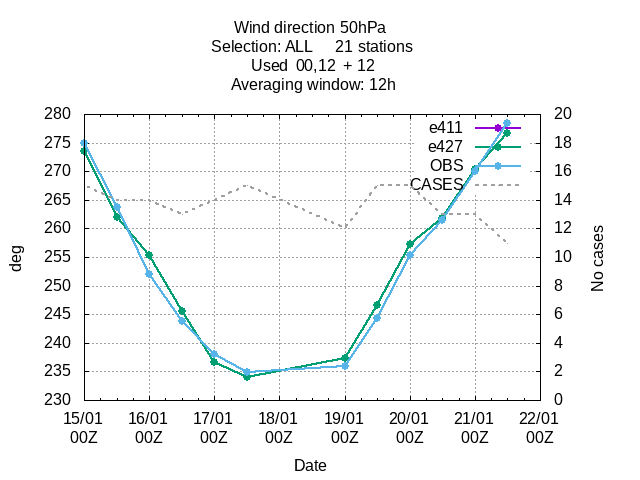 Wind direction 50hPa
Selection: ALL 21 stations
Used 00,12 + 12
Averaging window: 12h
280 20
e411
275 18
e427
OBS
270 16
CASES
265 14
260 12
255 10
250 8
245 6
240 4
235 2
230 0
deg
No cases
15/01 16/01 17/01 18/01 19/01 20/01 21/01 22/01
00Z 00Z 00Z 00Z 00Z 00Z 00Z 00Z
Date